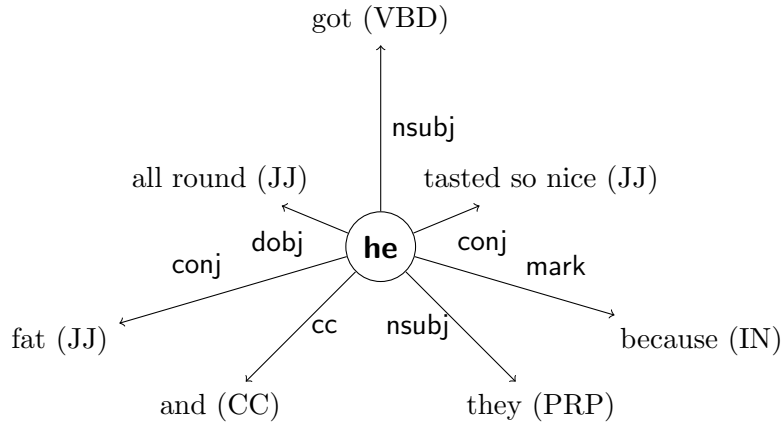 got (VBD)
nsubj
all round (JJ)
tasted so nice (JJ)
he
dobj
conj
conj
mark
cc
nsubj
fat (JJ)
because (IN)
and (CC)
they (PRP)